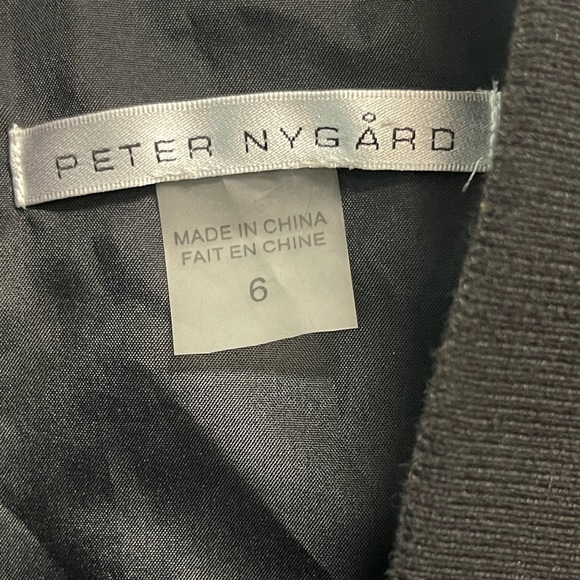 PETER NYGÅRD
MADE IN CHINA
FAIT EN CHINE
6